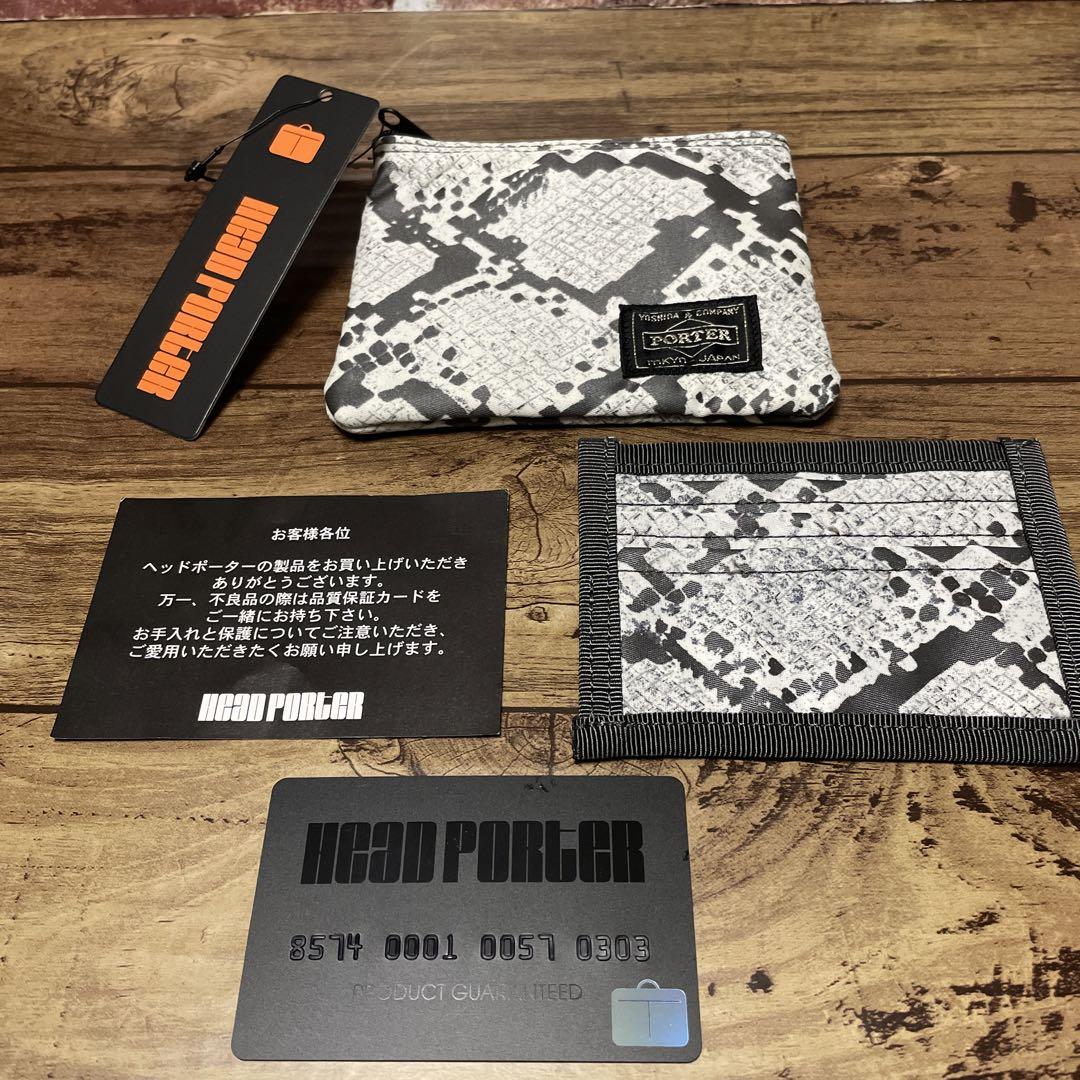 HEAD PORTER
YOSHIDA & COMPANY
PORTER
TOKYO JAPAN
お客様各位
ヘッドポーターの製品をお買い上げいただき
ありがとうございます。
万一、不良品の際は品質保証カードを
ご一緒にお持ち下さい。
お手入れと保護についてご注意いただき、
ご愛用いただきたくお願い申し上げます。
HEAD PORTER
HEAD PORTER
8574 0001 0057 0303
PRODUCT GUARANTEED